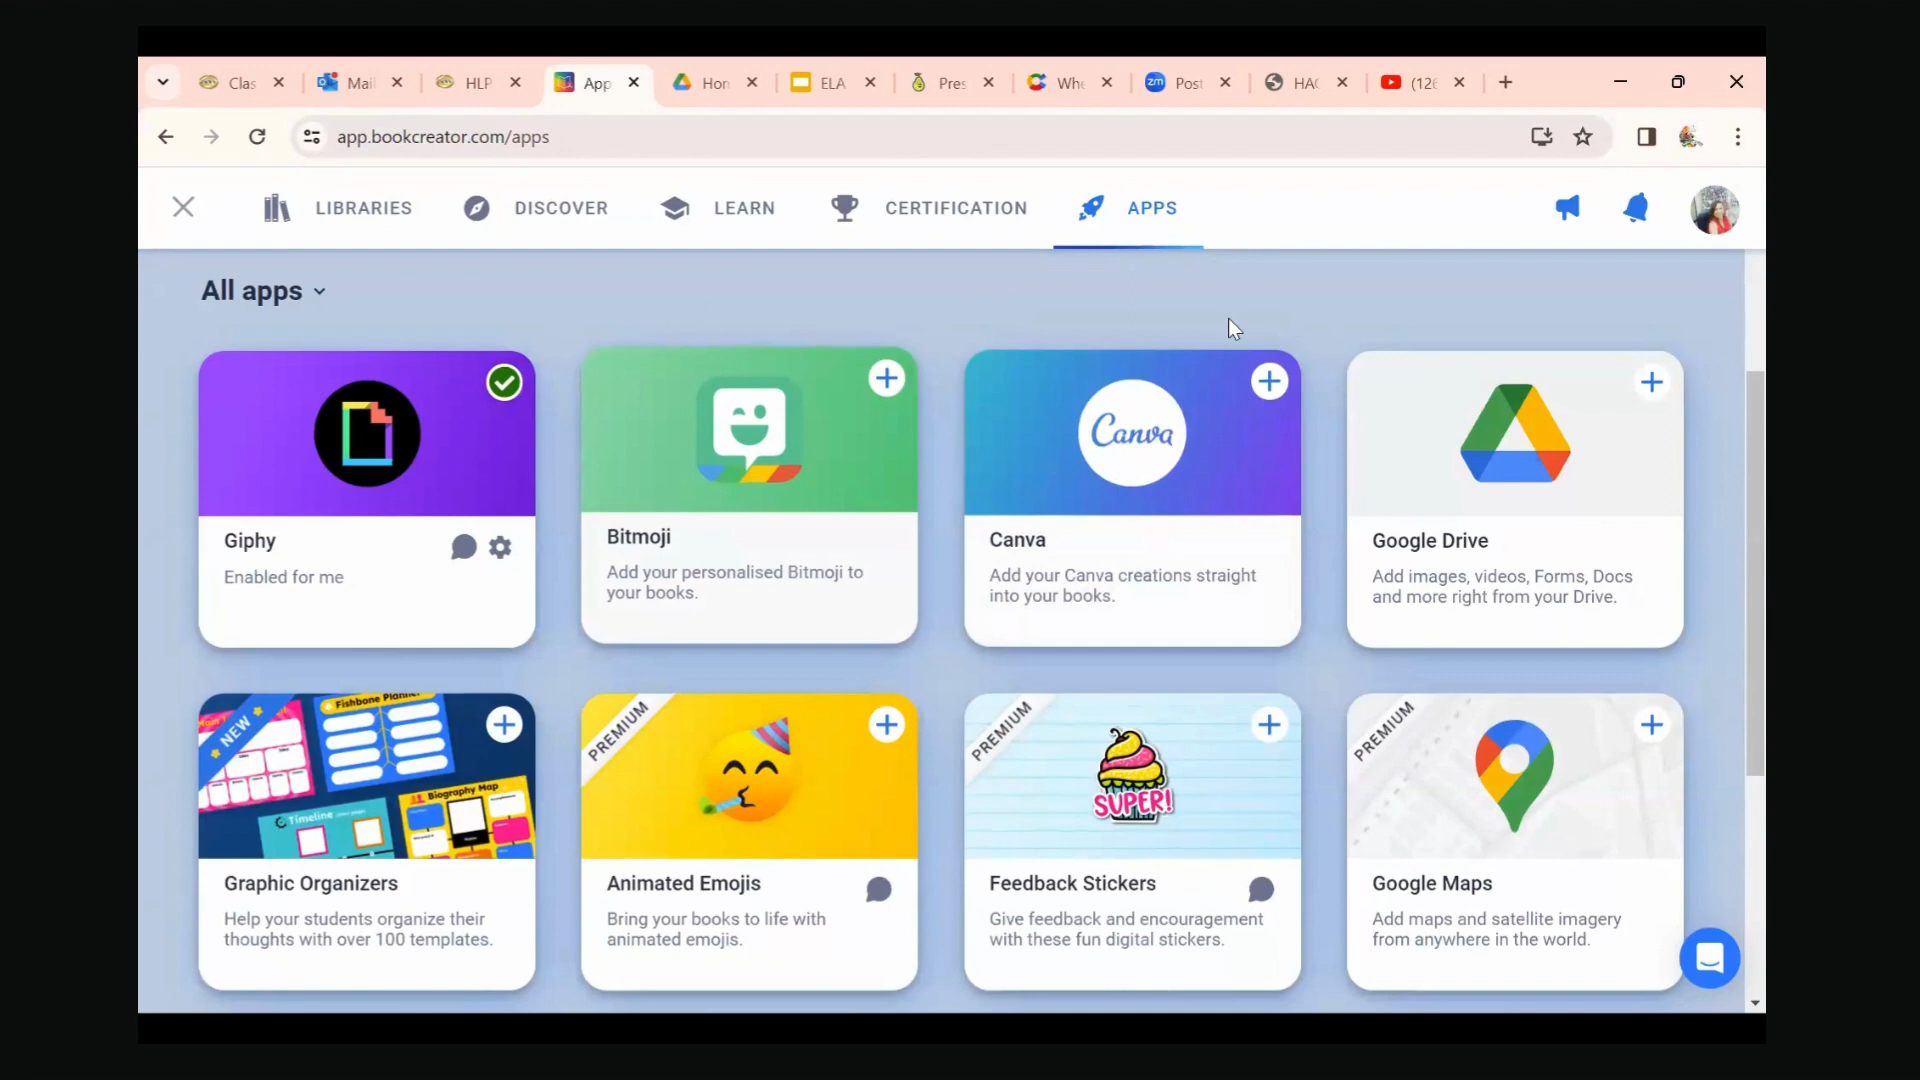 Clas
Mail
HLP
App
Hon
ELA
Pres
Whe
zm
Post
HAC
(126
app.bookcreator.com/apps
LIBRARIES
DISCOVER
LEARN
CERTIFICATION
APPS
All apps
Canva
Giphy
Enabled for me
Bitmoji
Add your personalised Bitmoji to
your books.
Canva
Add your Canva creations straight
into your books.
Google Drive
Add images, videos, Forms, Docs
and more right from your Drive.
NEW
Fishbone Planner
Timeline
Biography Map
PREMIUM
PREMIUM
SUPER!
PREMIUM
Graphic Organizers
Help your students organize their
thoughts with over 100 templates.
Animated Emojis
Bring your books to life with
animated emojis.
Feedback Stickers
Give feedback and encouragement
with these fun digital stickers.
Google Maps
Add maps and satellite imagery
from anywhere in the world.